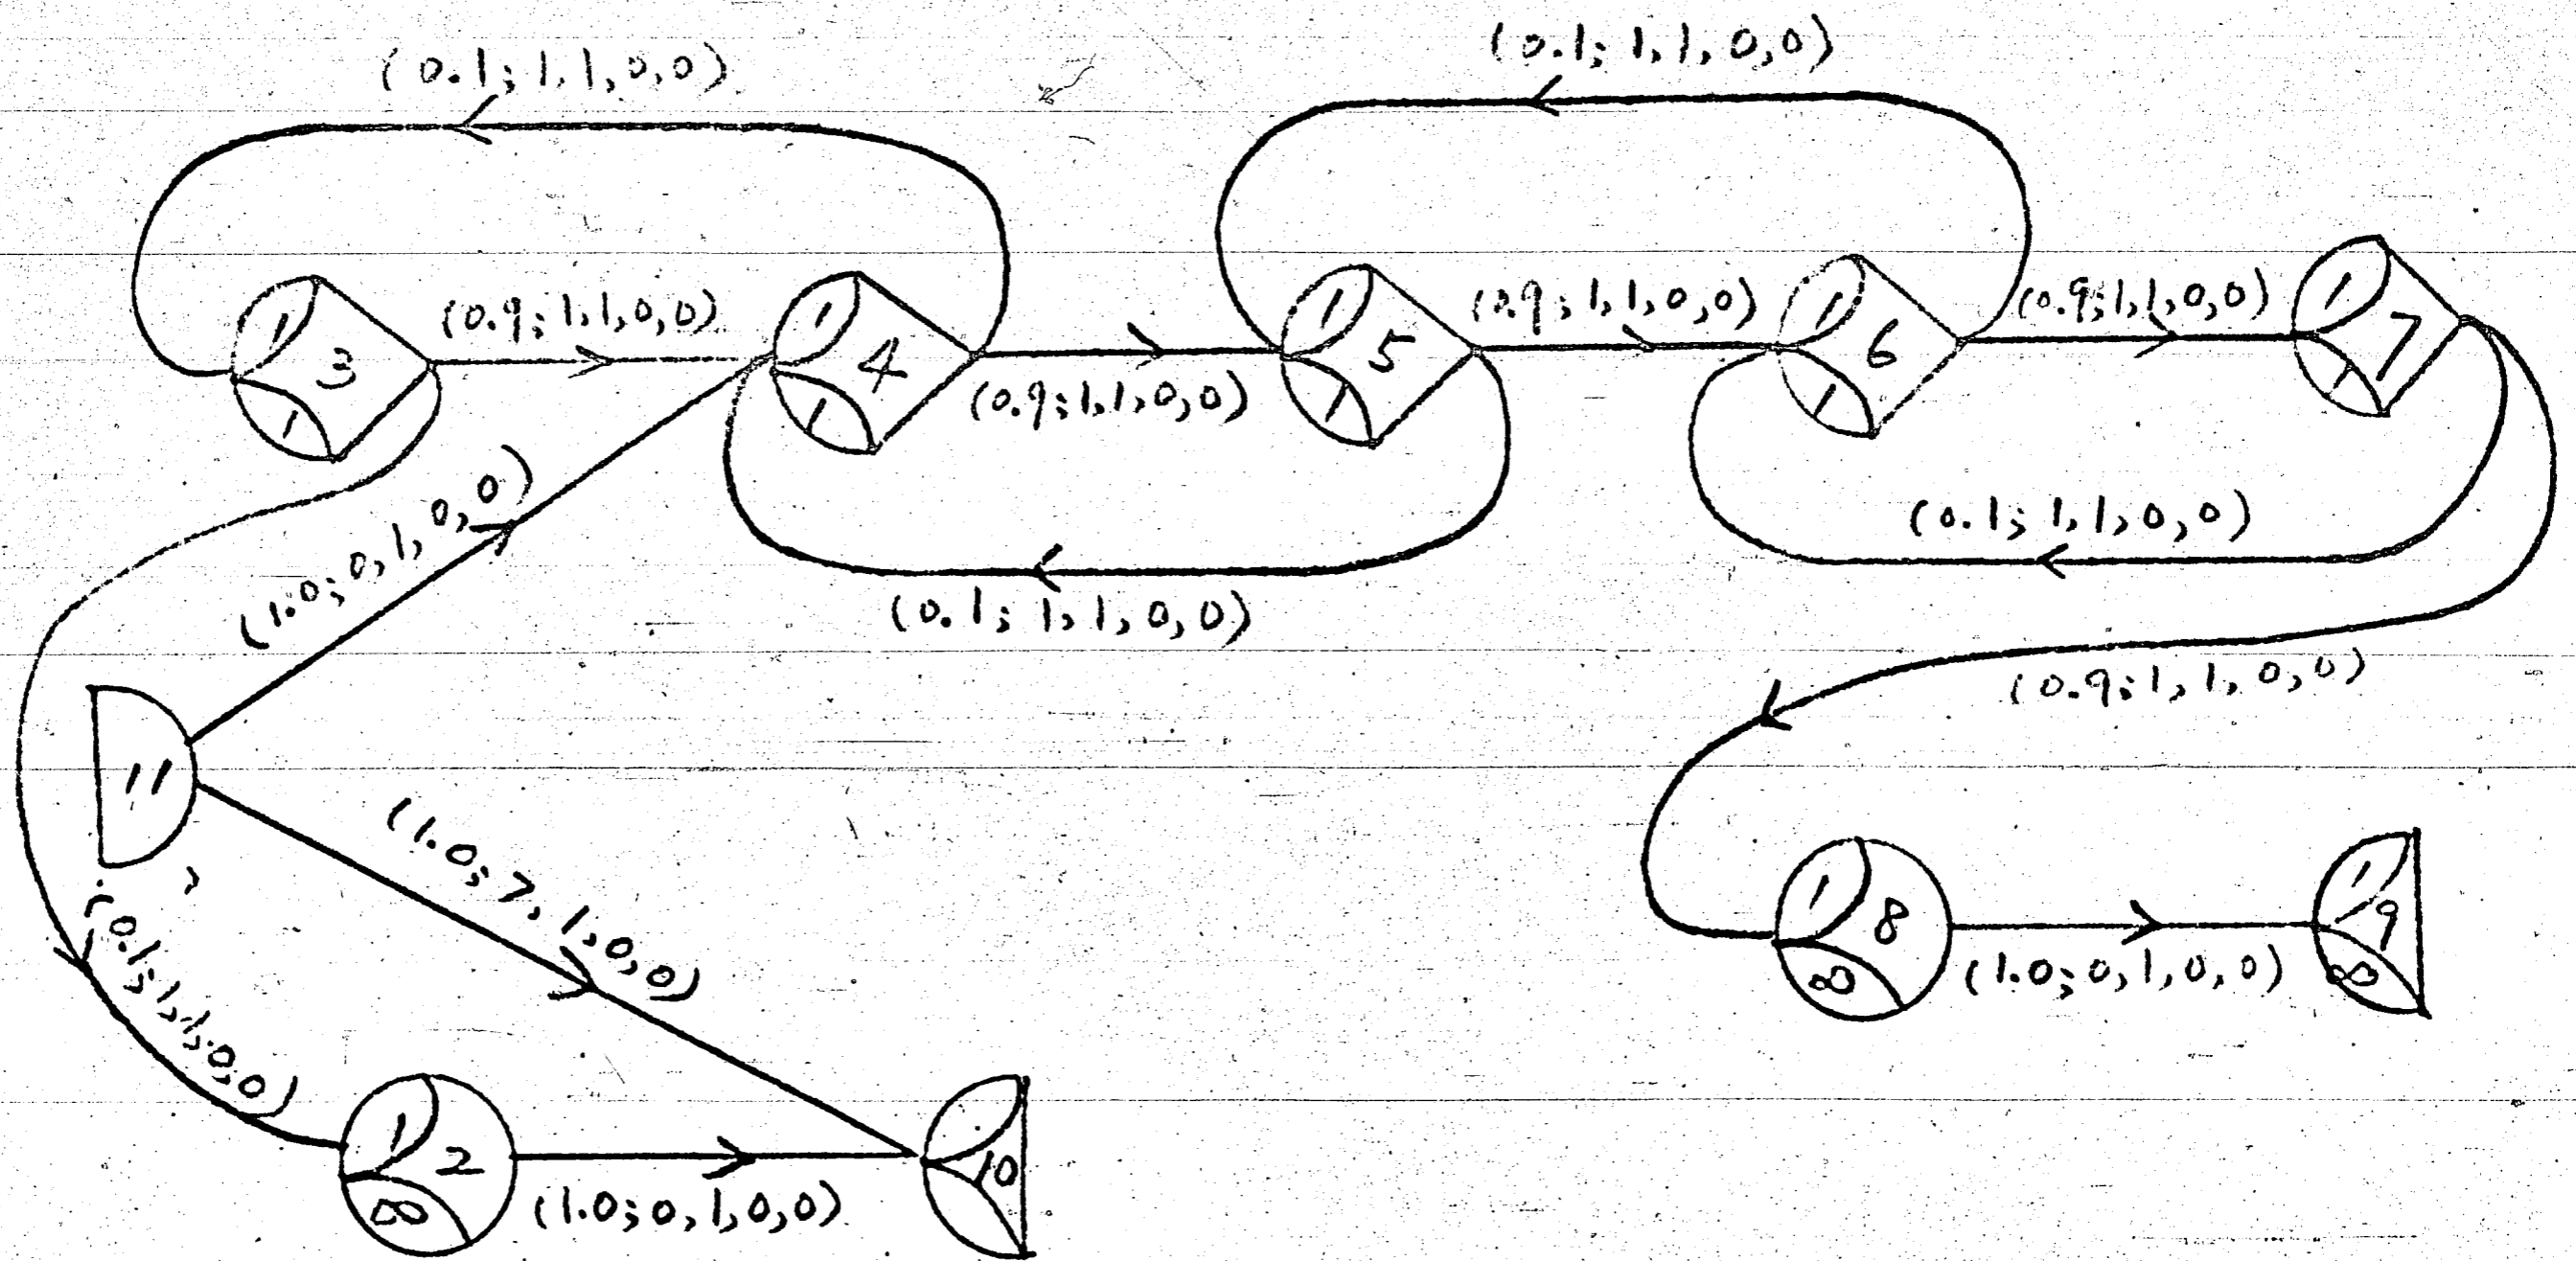 (0.1; 1, 1, 0, 0)
(0.1; 1, 1, 0, 0)
1 3 1
(0.9; 1, 1, 0, 0)
1 4 1
(0.9; 1, 1, 0, 0)
1 5 1
(0.9; 1, 1, 0, 0)
1 6 1
(0.9; 1, 1, 0, 0)
1 7 1
(1.0; 0, 1, 0, 0)
(0.1; 1, 1, 0, 0)
(0.1; 1, 1, 0, 0)
(0.9; 1, 1, 0, 0)
11
(1.0; 7, 1, 0, 0)
(0.1; 1, 1, 0, 0)
1 8 ∞
(1.0; 0, 1, 0, 0)
1 9 ∞
1 2 ∞
(1.0; 0, 1, 0, 0)
10